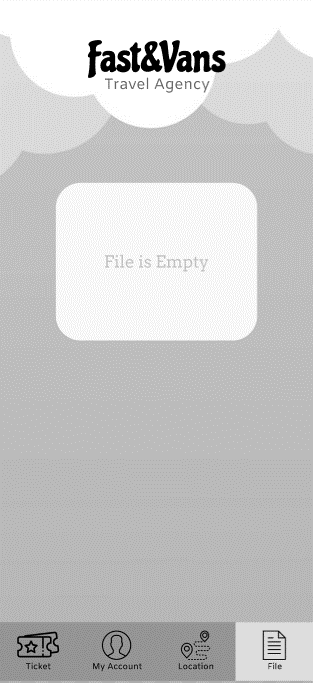 Fast&Vans
Travel Agency
File is Empty
Ticket
My Account
Location
File